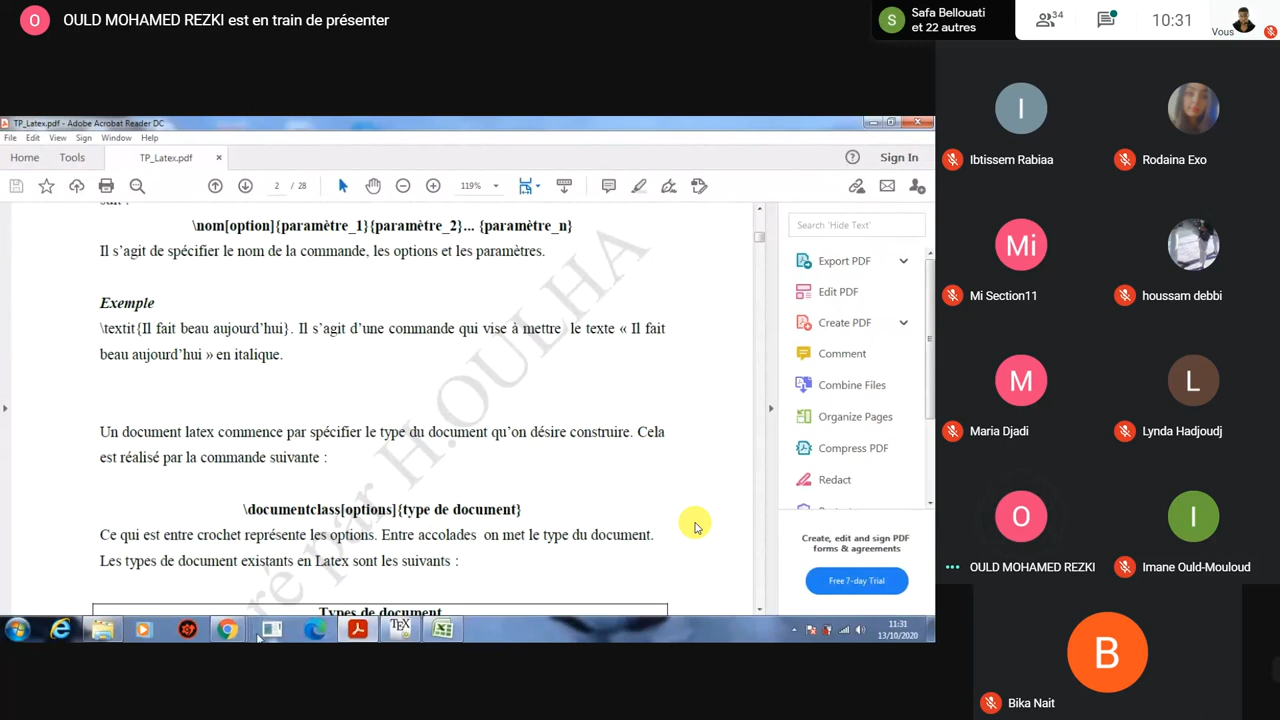 O OULD MOHAMED REZKI est en train de présenter
S Safa Bellouati
et 22 autres
34
10:31
Vous
TP_Latex.pdf - Adobe Acrobat Reader DC
File Edit View Sign Window Help
Home Tools TP_Latex.pdf × ? Sign In
2 / 28 119%
\nom[option]{paramètre_1}{paramètre_2}... {paramètre_n}
Il s'agit de spécifier le nom de la commande, les options et les paramètres.
Exemple
\textit{Il fait beau aujourd'hui}. Il s'agit d'une commande qui vise à mettre le texte « Il fait
beau aujourd'hui » en italique.
Un document latex commence par spécifier le type du document qu'on désire construire. Cela
est réalisé par la commande suivante :
\documentclass[options]{type de document}
Ce qui est entre crochet représente les options. Entre accolades on met le type du document.
Les types de document existants en Latex sont les suivants :
Types de document
é par H.OULHA
Search 'Hide Text'
Export PDF
Edit PDF
Create PDF
Comment
Combine Files
Organize Pages
Compress PDF
Redact
Create, edit and sign PDF
forms & agreements
Free 7-day Trial
TEX
11:31
13/10/2020
I
Ibtissem Rabiaa
Rodaina Exo
Mi
Mi Section11
houssam debbi
M
Maria Djadi
L
Lynda Hadjoudj
O
OULD MOHAMED REZKI
I
Imane Ould-Mouloud
B
Bika Nait